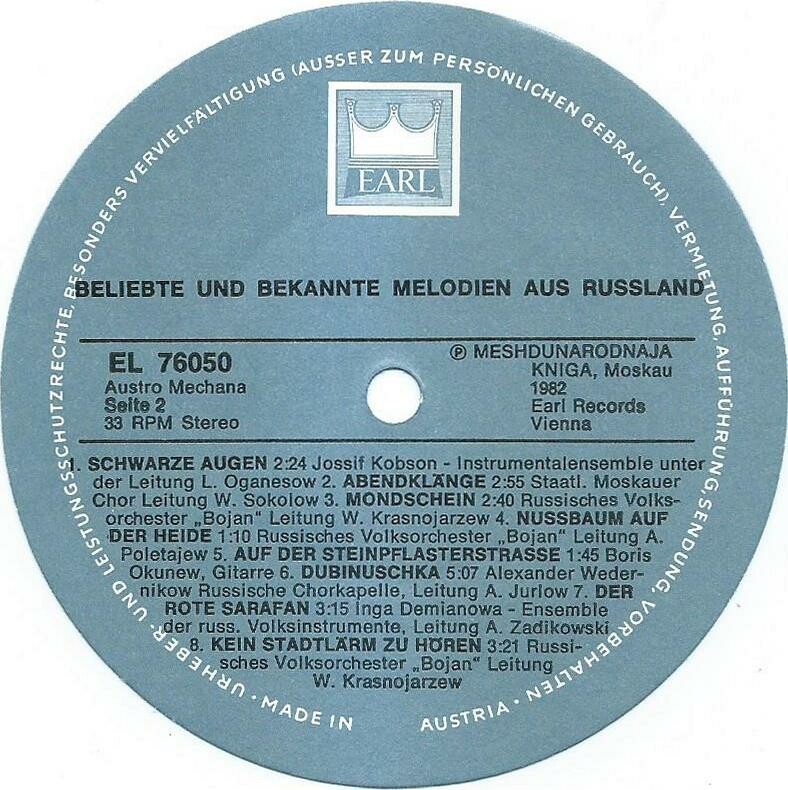 URHEBER- UND LEISTUNGSSCHUTZRECHTE, BESONDERS VERVIELFÄLTIGUNG (AUSSER ZUM PERSÖNLICHEN GEBRAUCH), VERMIETUNG, AUFFÜHRUNG, SENDUNG, VORBEHALTEN
EARL
BELIEBTE UND BEKANNTE MELODIEN AUS RUSSLAND
EL 76050
Austro Mechana
Seite 2
33 RPM Stereo
℗ MESHDUNARODNAJA
KNIGA, Moskau
1982
Earl Records
Vienna
1. SCHWARZE AUGEN 2:24 Jossif Kobson - Instrumentalensemble unter
der Leitung L. Oganesow 2. ABENDKLÄNGE 2:55 Staatl. Moskauer
Chor Leitung W. Sokolow 3. MONDSCHEIN 2:40 Russisches Volks-
orchester „Bojan" Leitung W. Krasnojarzew 4. NUSSBAUM AUF
DER HEIDE 1:10 Russisches Volksorchester „Bojan" Leitung A.
Poletajew 5. AUF DER STEINPFLASTERSTRASSE 1:45 Boris
Okunew, Gitarre 6. DUBINUSCHKA 5:07 Alexander Weder-
nikow Russische Chorkapelle, Leitung A. Jurlow 7. DER
ROTE SARAFAN 3:15 Inga Demianowa - Ensemble
der russ. Volksinstrumente, Leitung A. Zadikowski
8. KEIN STADTLÄRM ZU HÖREN 3:21 Russi-
sches Volksorchester „Bojan" Leitung
W. Krasnojarzew
· MADE IN AUSTRIA ·